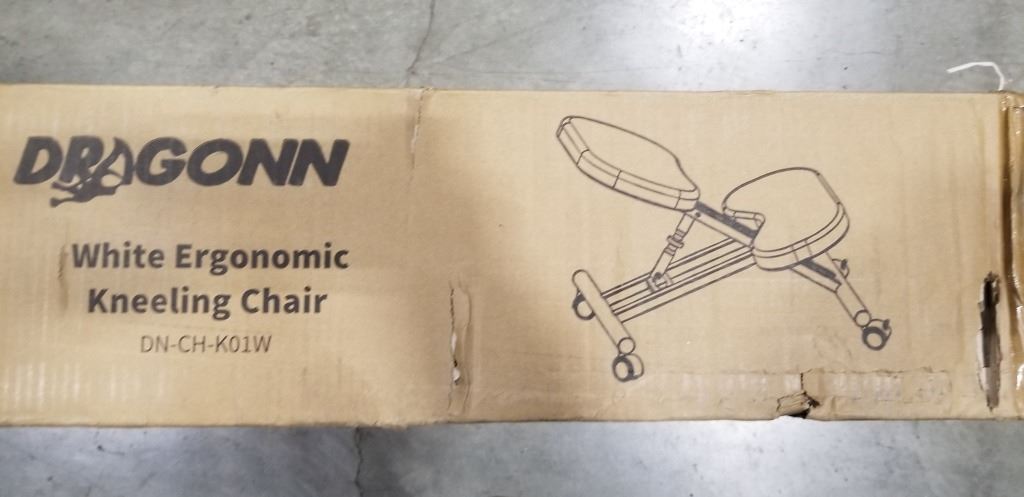 DRAGONN
White Ergonomic
Kneeling Chair
DN-CH-K01W